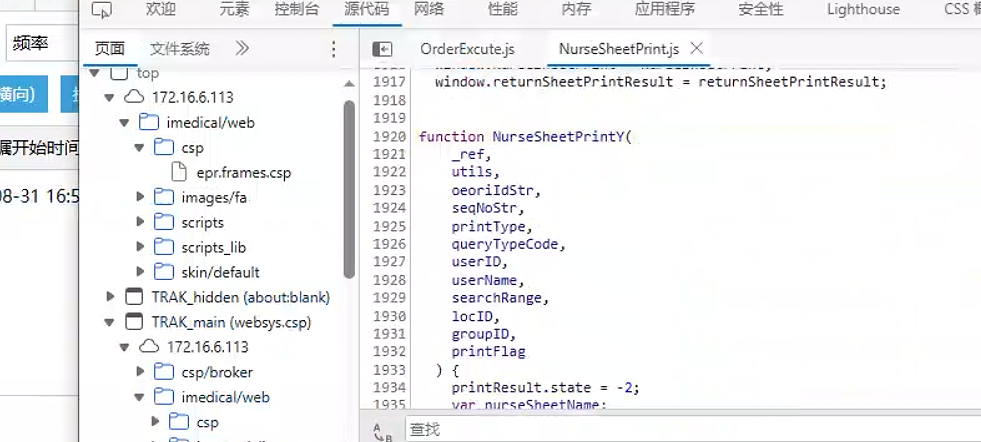 欢迎 元素 控制台 源代码 网络 性能 内存 应用程序 安全性 Lighthouse CSS
频率
横向)
属开始时间
08-31 16:5
页面 文件系统
top
172.16.6.113
imedical/web
csp
epr.frames.csp
images/fa
scripts
scripts_lib
skin/default
TRAK_hidden (about:blank)
TRAK_main (websys.csp)
172.16.6.113
csp/broker
imedical/web
csp
OrderExcute.js NurseSheetPrint.js
1917 window.returnSheetPrintResult = returnSheetPrintResult;
1918
1919
1920 function NurseSheetPrintY(
1921 _ref,
1922 utils,
1923 oeoriIdStr,
1924 seqNoStr,
1925 printType,
1926 queryTypeCode,
1927 userID,
1928 userName,
1929 searchRange,
1930 locID,
1931 groupID,
1932 printFlag
1933 ) {
1934 printResult.state = -2;
1935 var nurseSheetName;
查找